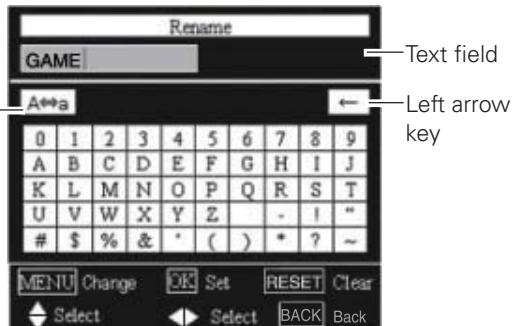 Rename
GAME
Text field
A⇔a
←
Left arrow
key
0 1 2 3 4 5 6 7 8 9
A B C D E F G H I J
K L M N O P Q R S T
U V W X Y Z - ! "
# $ % & ' ( ) * ? ~
MENU Change OK Set RESET Clear
Select Select BACK Back